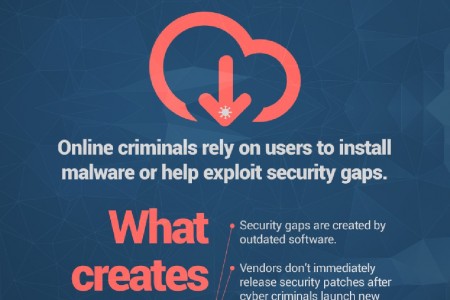 Online criminals rely on users to install
malware or help exploit security gaps.
What
creates
Security gaps are created by
outdated software.
Vendors don't immediately
release security patches after
cyber criminals launch new